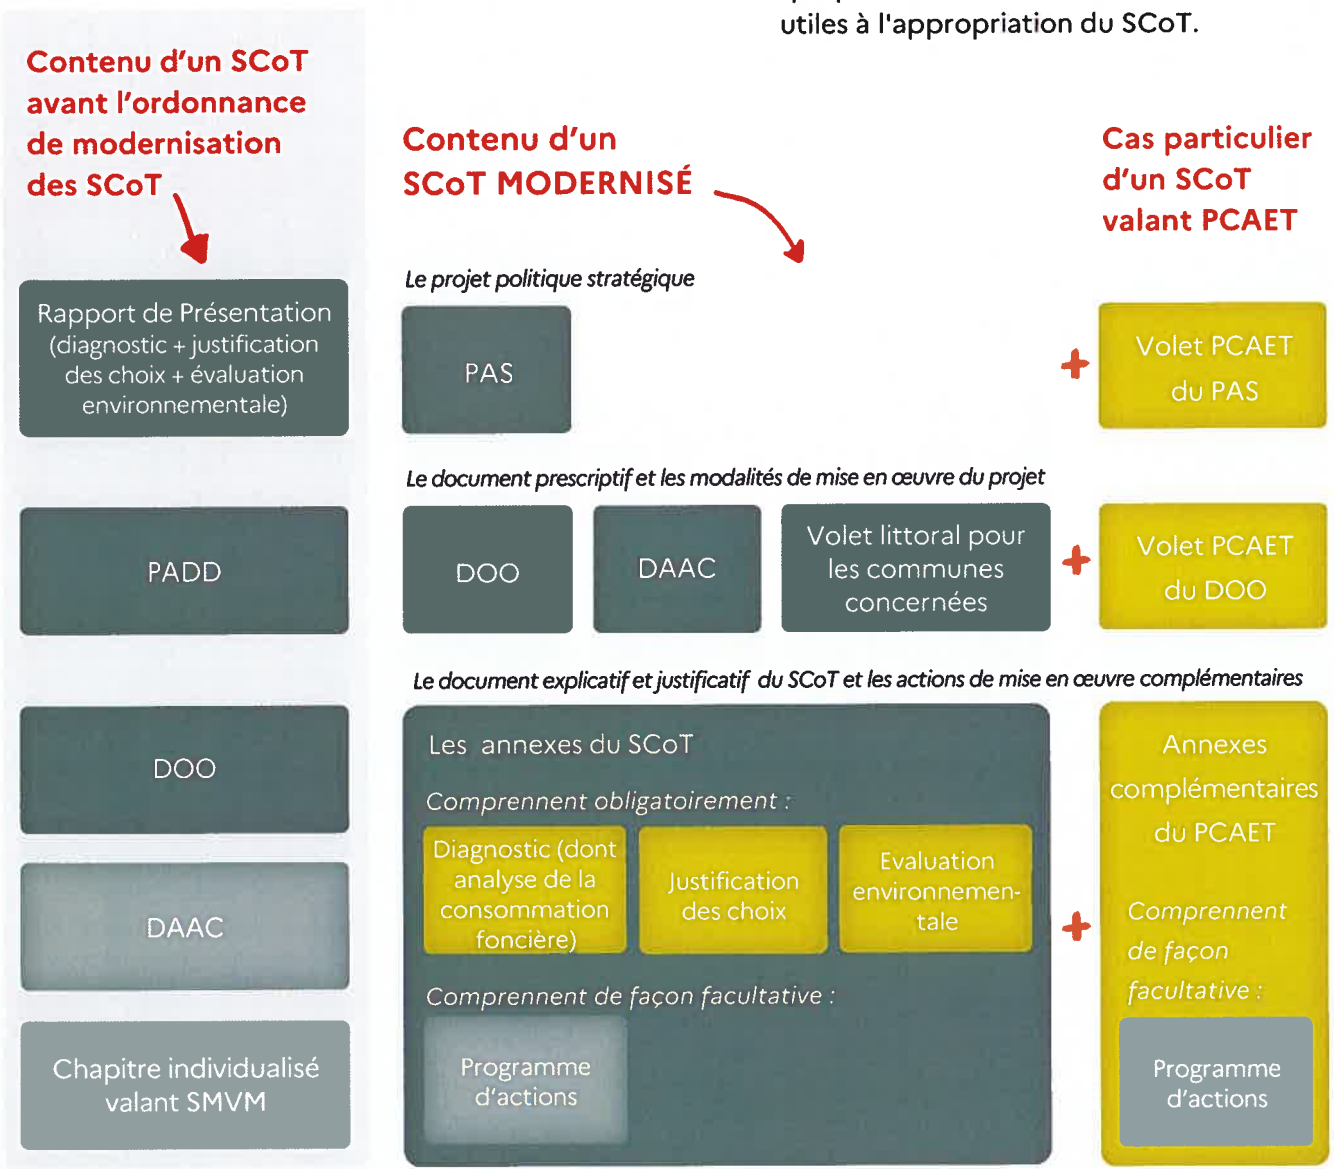 utiles à l'appropriation du SCoT.
Contenu d'un SCoT
avant l'ordonnance
de modernisation
des SCoT
Rapport de Présentation
(diagnostic + justification
des choix + évaluation
environnementale)
PADD
DOO
DAAC
Chapitre individualisé
valant SMVM
Contenu d'un
SCoT MODERNISÉ
Le projet politique stratégique
PAS
Le document prescriptif et les modalités de mise en œuvre du projet
DOO
DAAC
Volet littoral pour
les communes
concernées
Le document explicatif et justificatif du SCoT et les actions de mise en œuvre complémentaires
Les annexes du SCoT
Comprennent obligatoirement :
Diagnostic (dont
analyse de la
consommation
foncière)
Justification
des choix
Evaluation
environnemen-
tale
Comprennent de façon facultative :
Programme
d'actions
Cas particulier
d'un SCoT
valant PCAET
+
Volet PCAET
du PAS
+
Volet PCAET
du DOO
+
Annexes
complémentaires
du PCAET
Comprennent
de façon
facultative :
Programme
d'actions